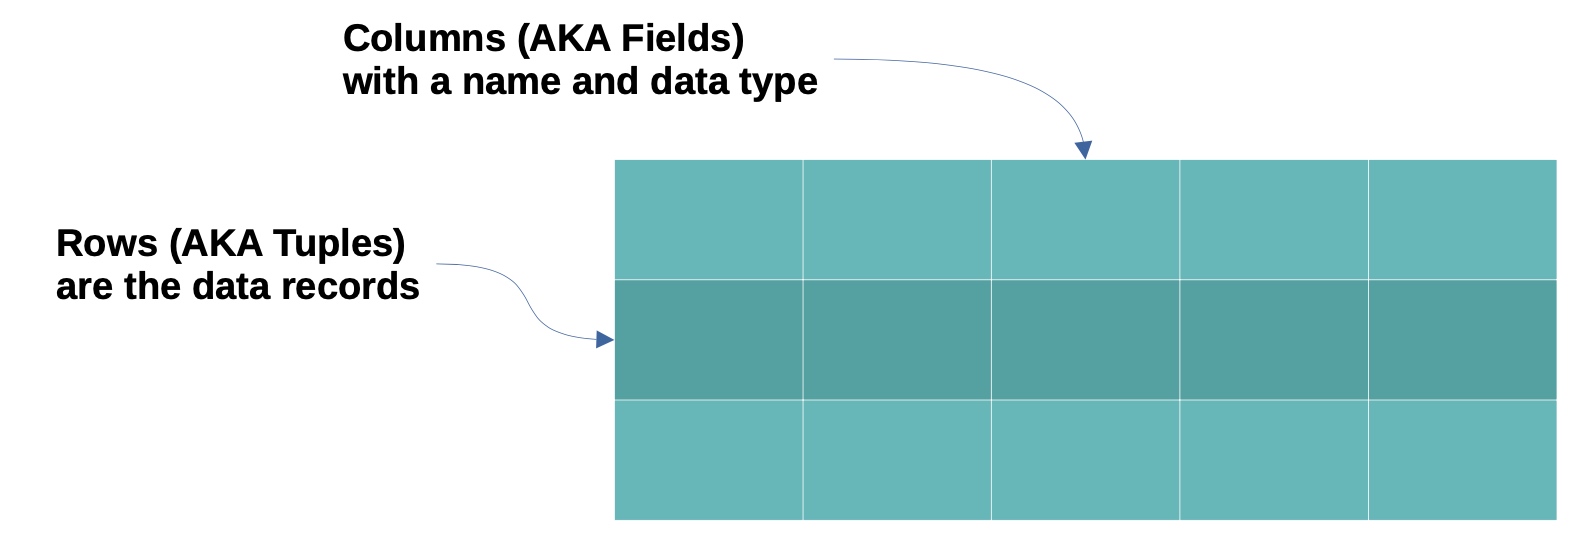 Columns (AKA Fields)
with a name and data type
Rows (AKA Tuples)
are the data records